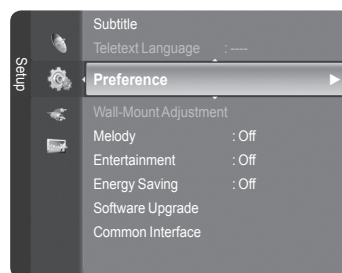 Setup
Subtitle
Teletext Language : ----
Preference
Wall-Mount Adjustment
Melody : Off
Entertainment : Off
Energy Saving : Off
Software Upgrade
Common Interface